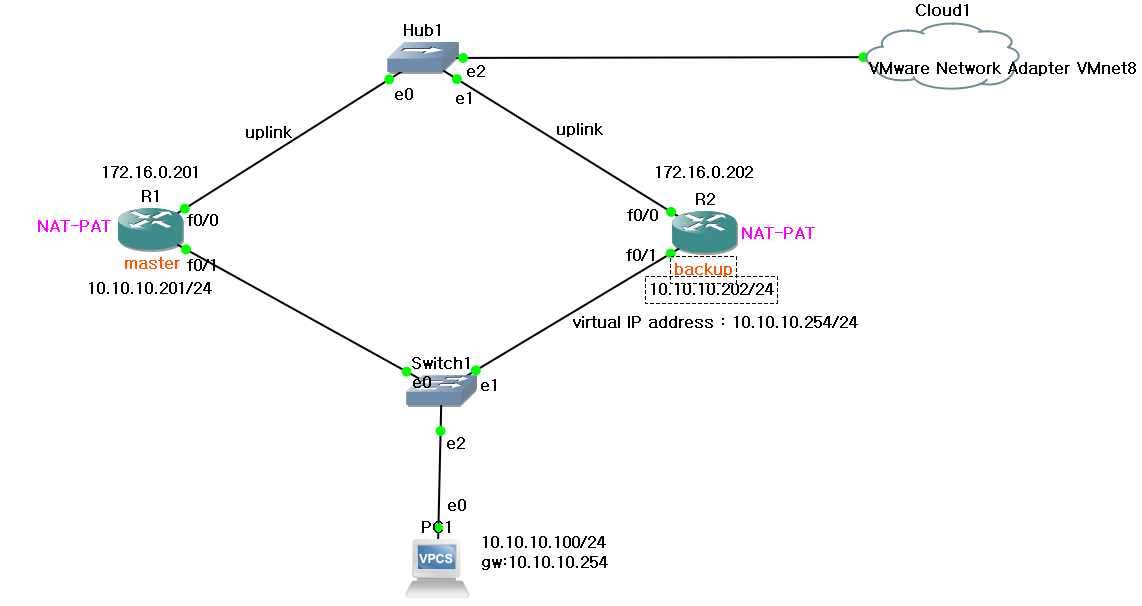 Cloud1
Hub1
VMware Network Adapter VMnet8
e2
e0
e1
uplink
uplink
172.16.0.201
172.16.0.202
R1
R2
f0/0
f0/0
NAT-PAT
NAT-PAT
f0/1
f0/1
master
backup
10.10.10.201/24
10.10.10.202/24
virtual IP address : 10.10.10.254/24
Switch1
e0
e1
e2
e0
PC1
VPCS
10.10.10.100/24
gw:10.10.10.254